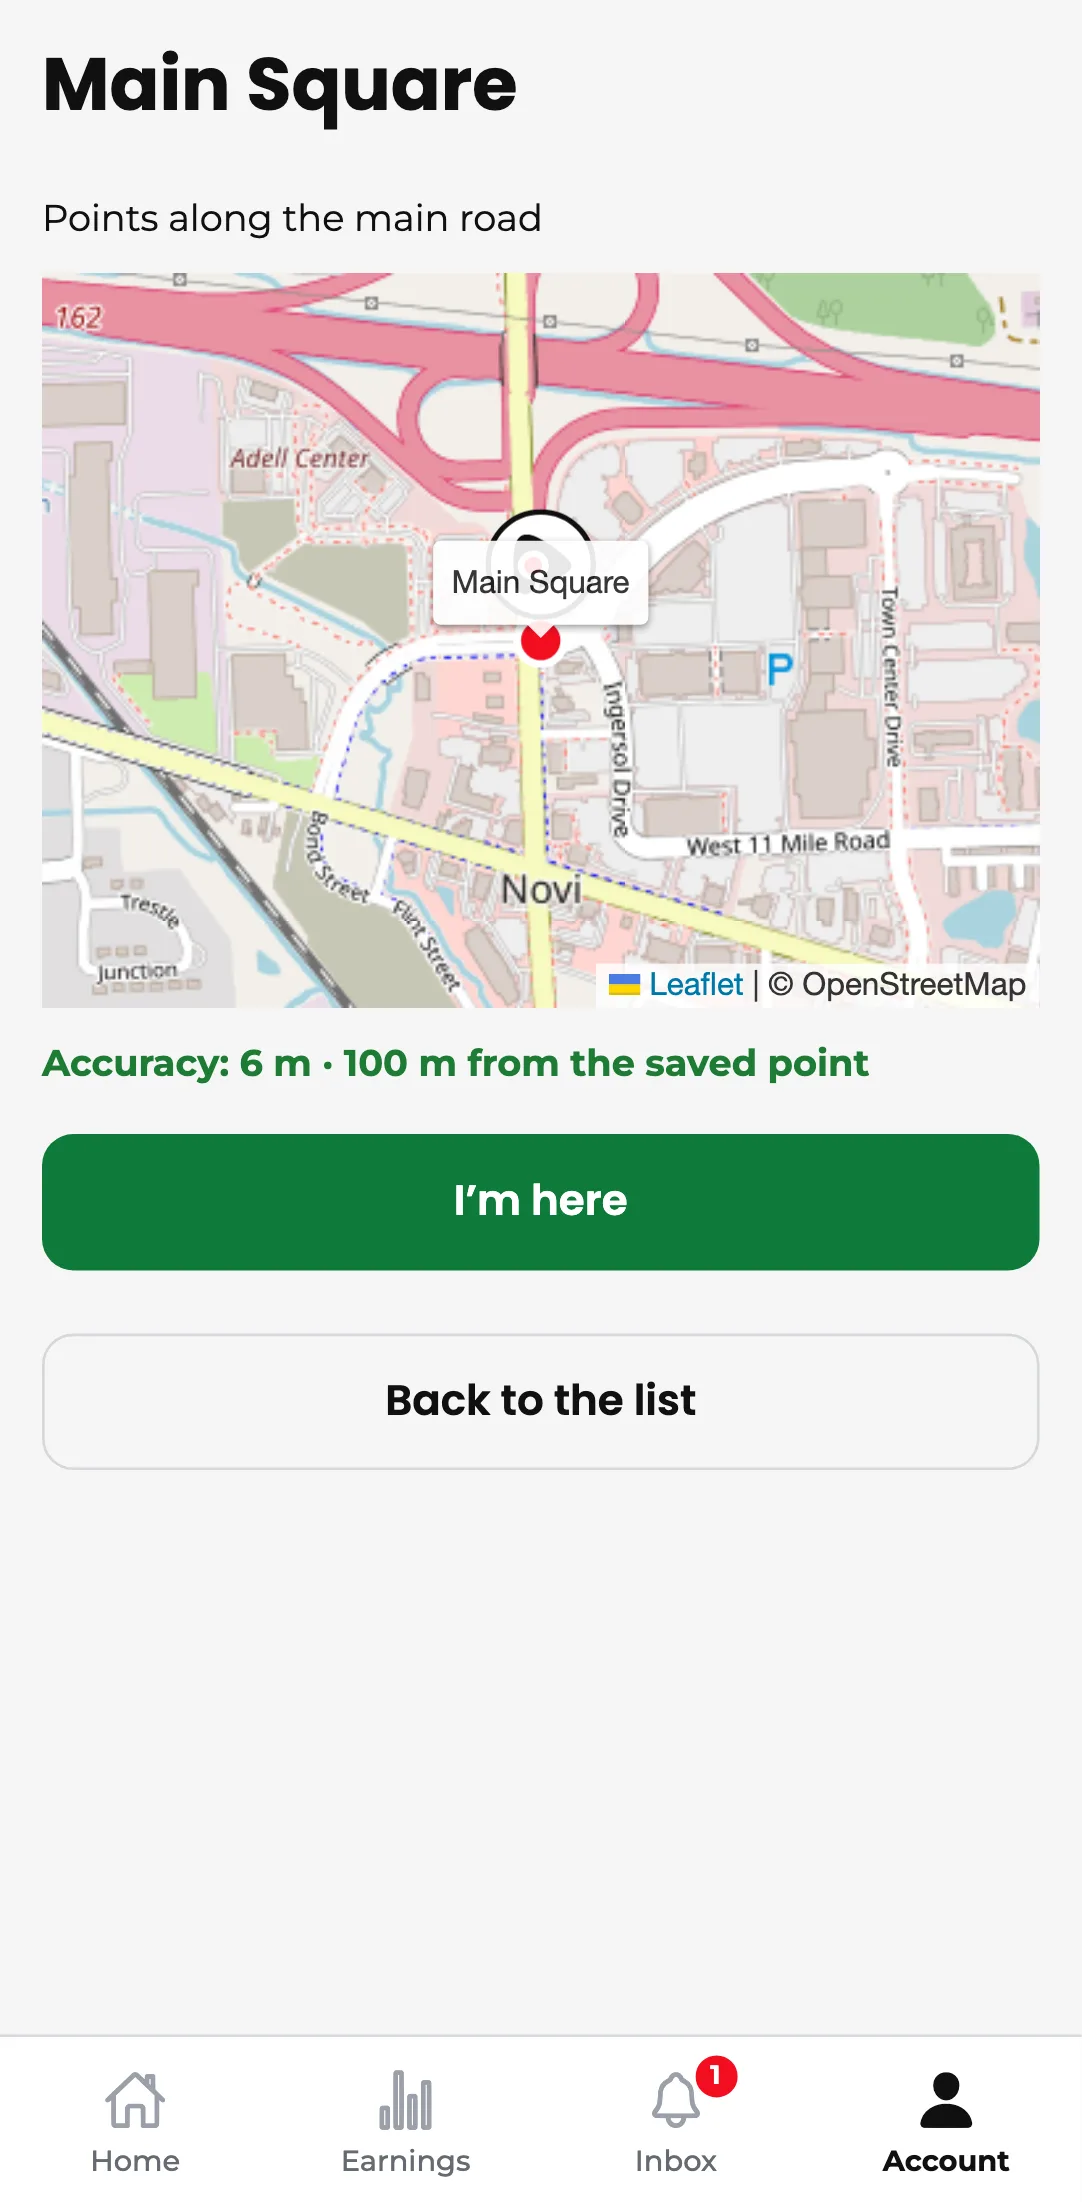 Main Square
Points along the main road
162
Adell Center
Main Square
P
Town Center Drive
Ingersol Drive
West 11 Mile Road
Bond Street
Novi
Flint Street
Trestle
Junction
Leaflet | © OpenStreetMap
Accuracy: 6 m · 100 m from the saved point
I’m here
Back to the list
1
Home
Earnings
Inbox
Account